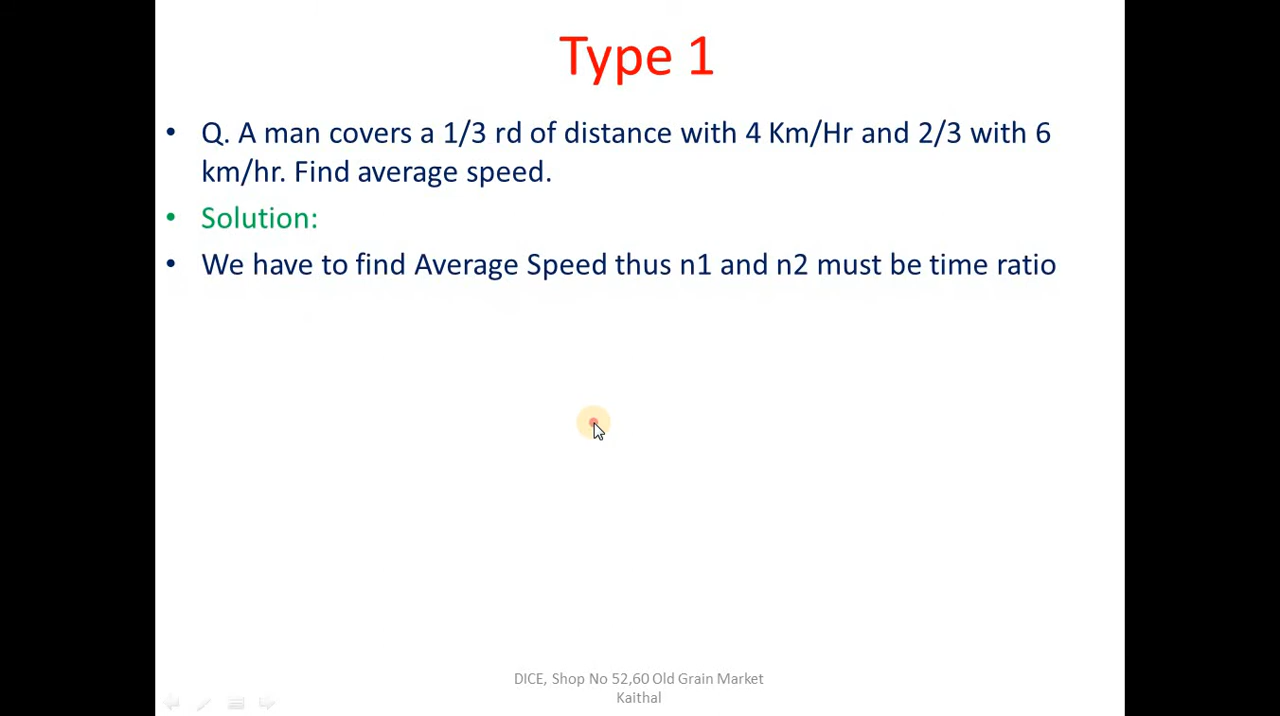 Type 1
• Q. A man covers a 1/3 rd of distance with 4 Km/Hr and 2/3 with 6
km/hr. Find average speed.
• Solution:
• We have to find Average Speed thus n1 and n2 must be time ratio
DICE, Shop No 52,60 Old Grain Market
Kaithal